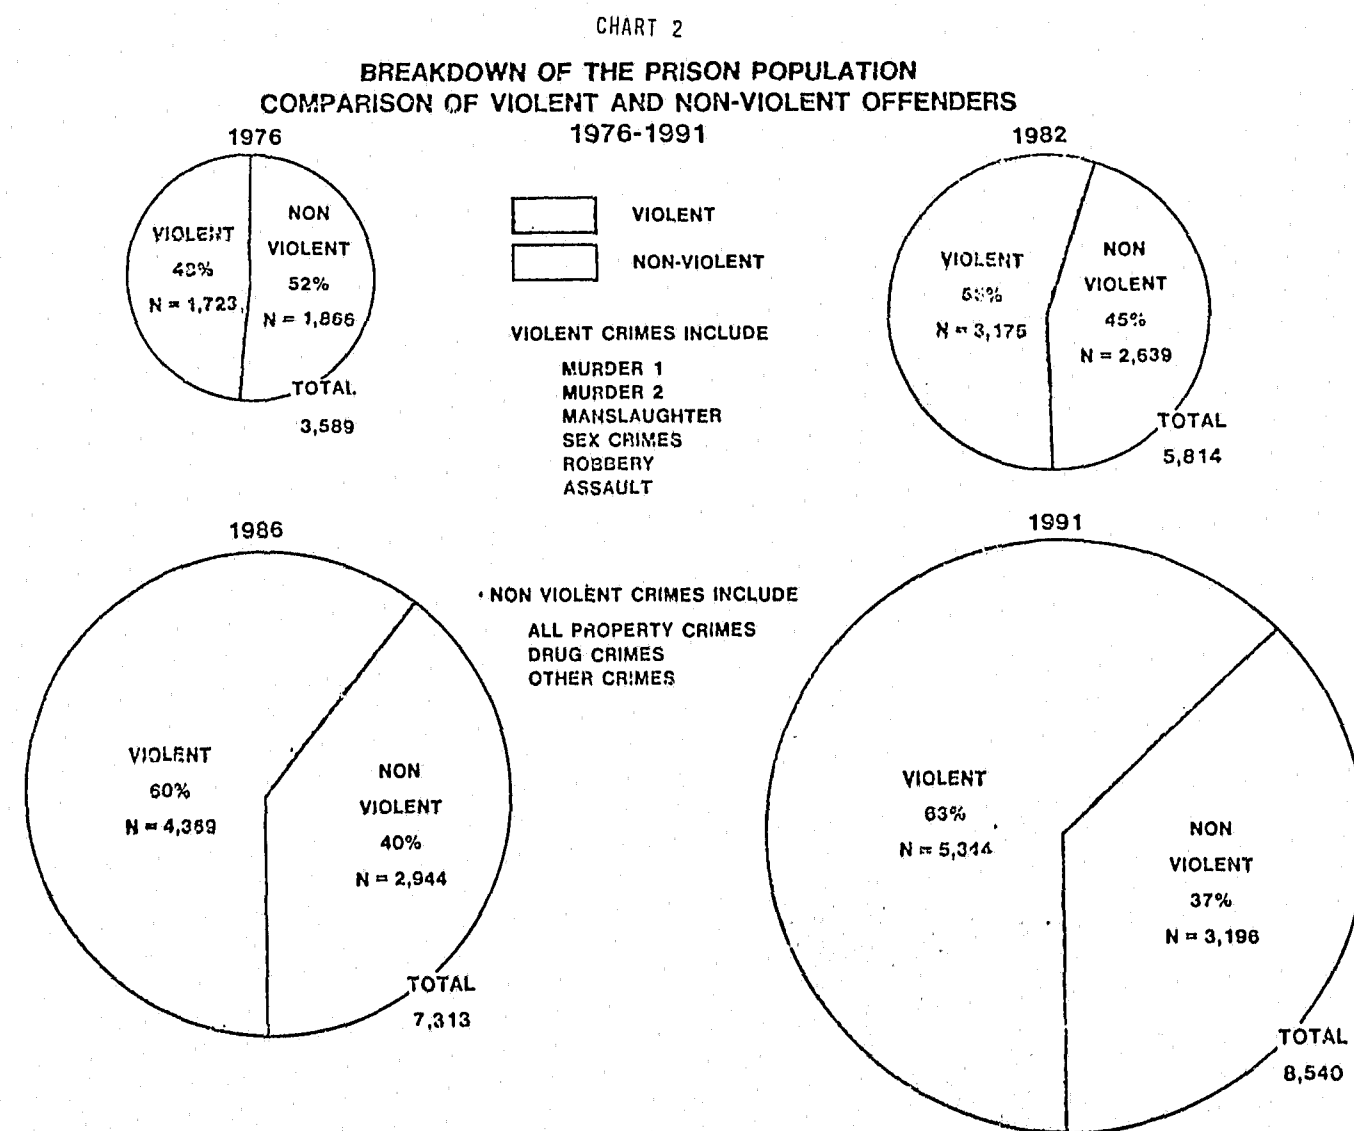 CHART 2
BREAKDOWN OF THE PRISON POPULATION
COMPARISON OF VIOLENT AND NON-VIOLENT OFFENDERS
1976-1991
1976
VIOLENT
48%
N = 1,723
NON
VIOLENT
52%
N = 1,866
TOTAL
3,589
VIOLENT
NON-VIOLENT
VIOLENT CRIMES INCLUDE
MURDER 1
MURDER 2
MANSLAUGHTER
SEX CRIMES
ROBBERY
ASSAULT
1982
VIOLENT
55%
N = 3,175
NON
VIOLENT
45%
N = 2,639
TOTAL
5,814
1986
VIOLENT
60%
N = 4,369
NON
VIOLENT
40%
N = 2,944
TOTAL
7,313
NON VIOLENT CRIMES INCLUDE
ALL PROPERTY CRIMES
DRUG CRIMES
OTHER CRIMES
1991
VIOLENT
63%
N = 5,344
NON
VIOLENT
37%
N = 3,196
TOTAL
8,540